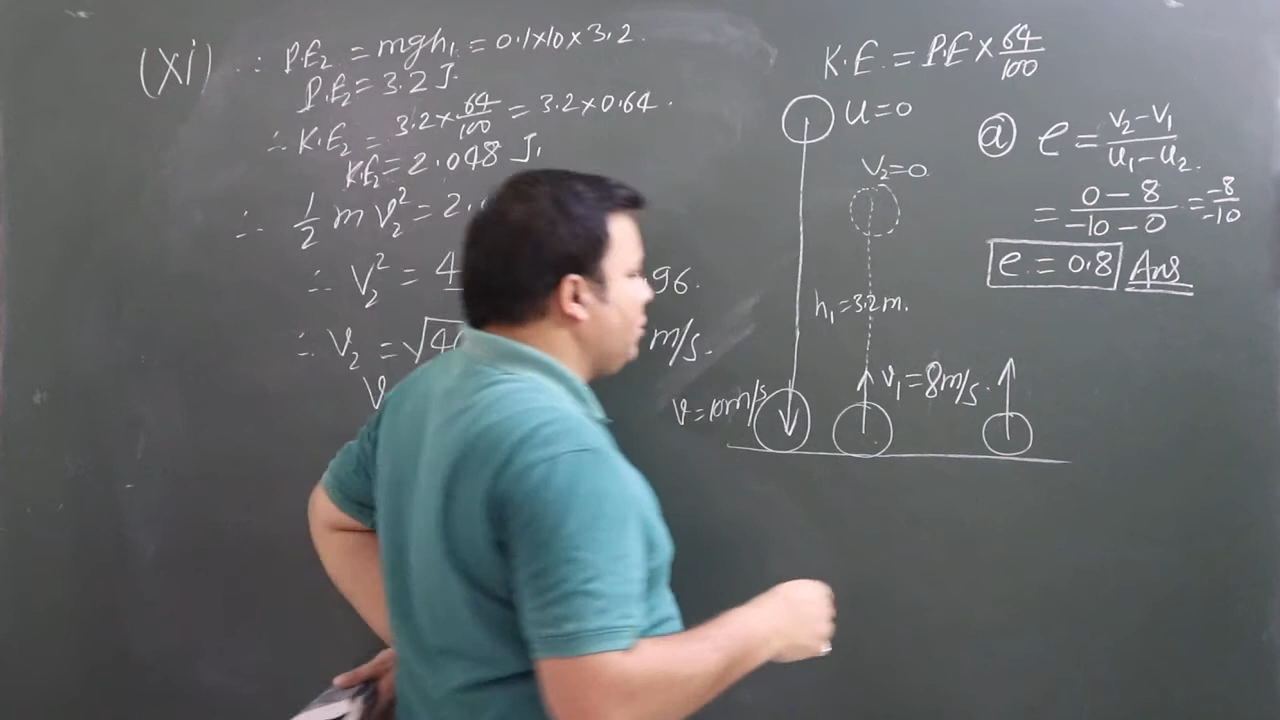 (xi) ∴ P.E₂ = mgh₁ = 0.1×10×3.2.
P.E₂ = 3.2 J.
∴ K.E₂ = 3.2 × 64/100 = 3.2 × 0.64.
K.E₂ = 2.048 J.
∴ 1/2 m V₂² = 2.
∴ V₂² = 4 96.
∴ V₂ = √40 m/s.
V
K.E. = P.E × 64/100
U=0
V₂=0
h₁=3.2m.
V=10m/s
V₁=8m/s.
(a) e = V₂-V₁/U₁-U₂.
= 0-8/-10-0 = -8/-10
e = 0.8 Ans